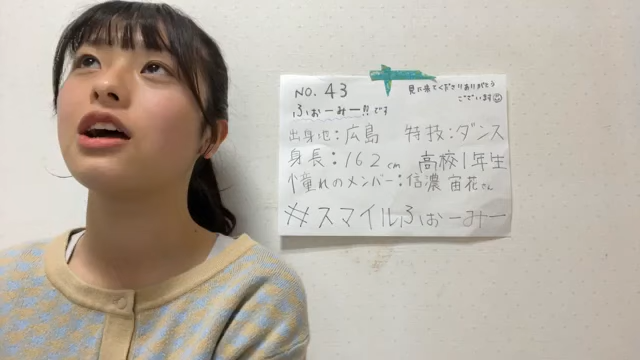 NO. 43
見に来てくださりありがとう
ございます
ふぉーみー!!です
出身地:広島 特技:ダンス
身長:162cm 高校1年生
憧れのメンバー:信濃 宙花さん
#スマイルふぉーみー